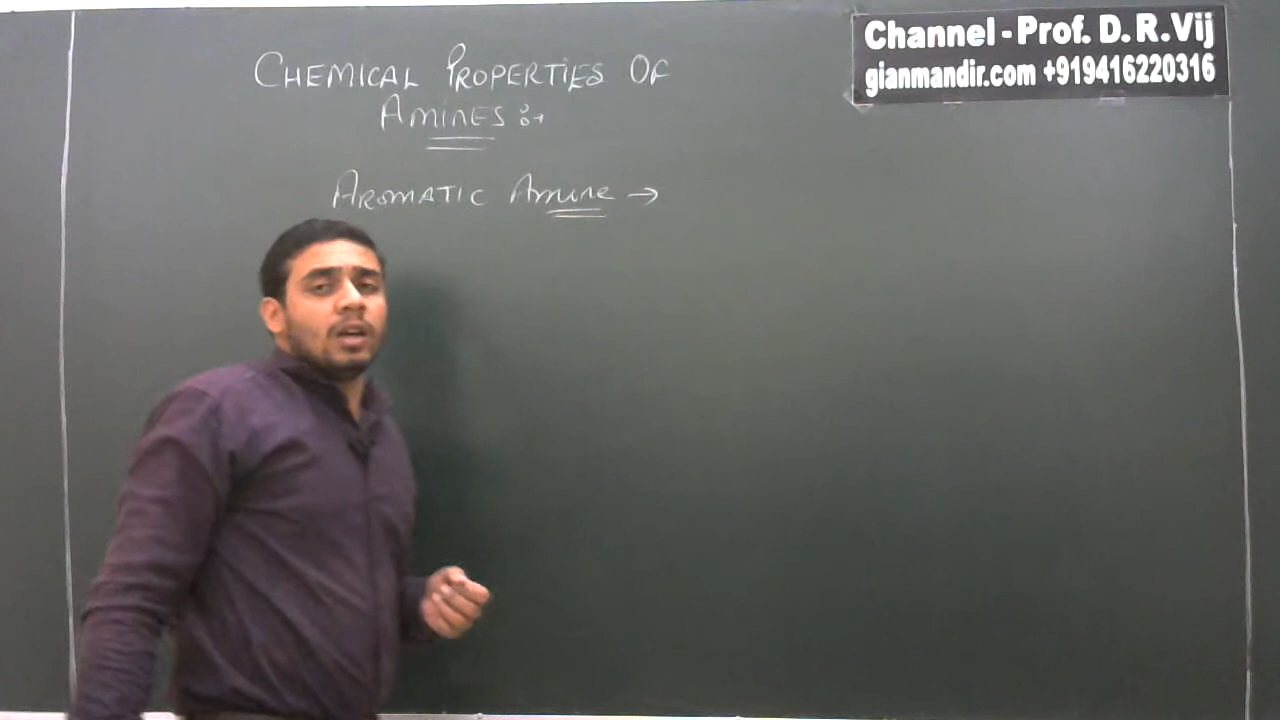 CHEMICAL PROPERTIES OF
AMINES :→
AROMATIC Amine →
Channel - Prof. D. R. Vij
gianmandir.com +919416220316